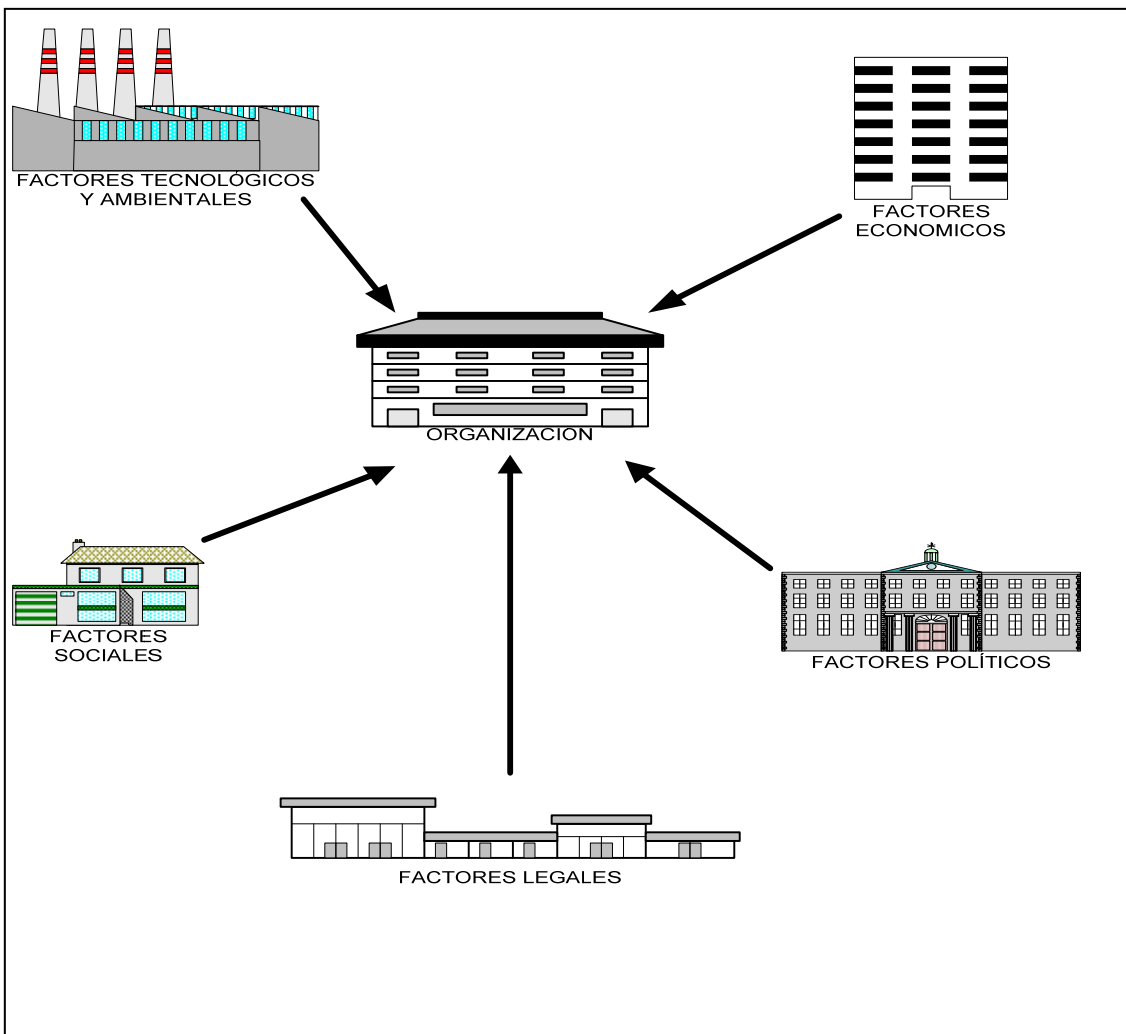 FACTORES TECNOLÓGICOS
Y AMBIENTALES
FACTORES
ECONOMICOS
ORGANIZACION
FACTORES
SOCIALES
FACTORES POLÍTICOS
FACTORES LEGALES